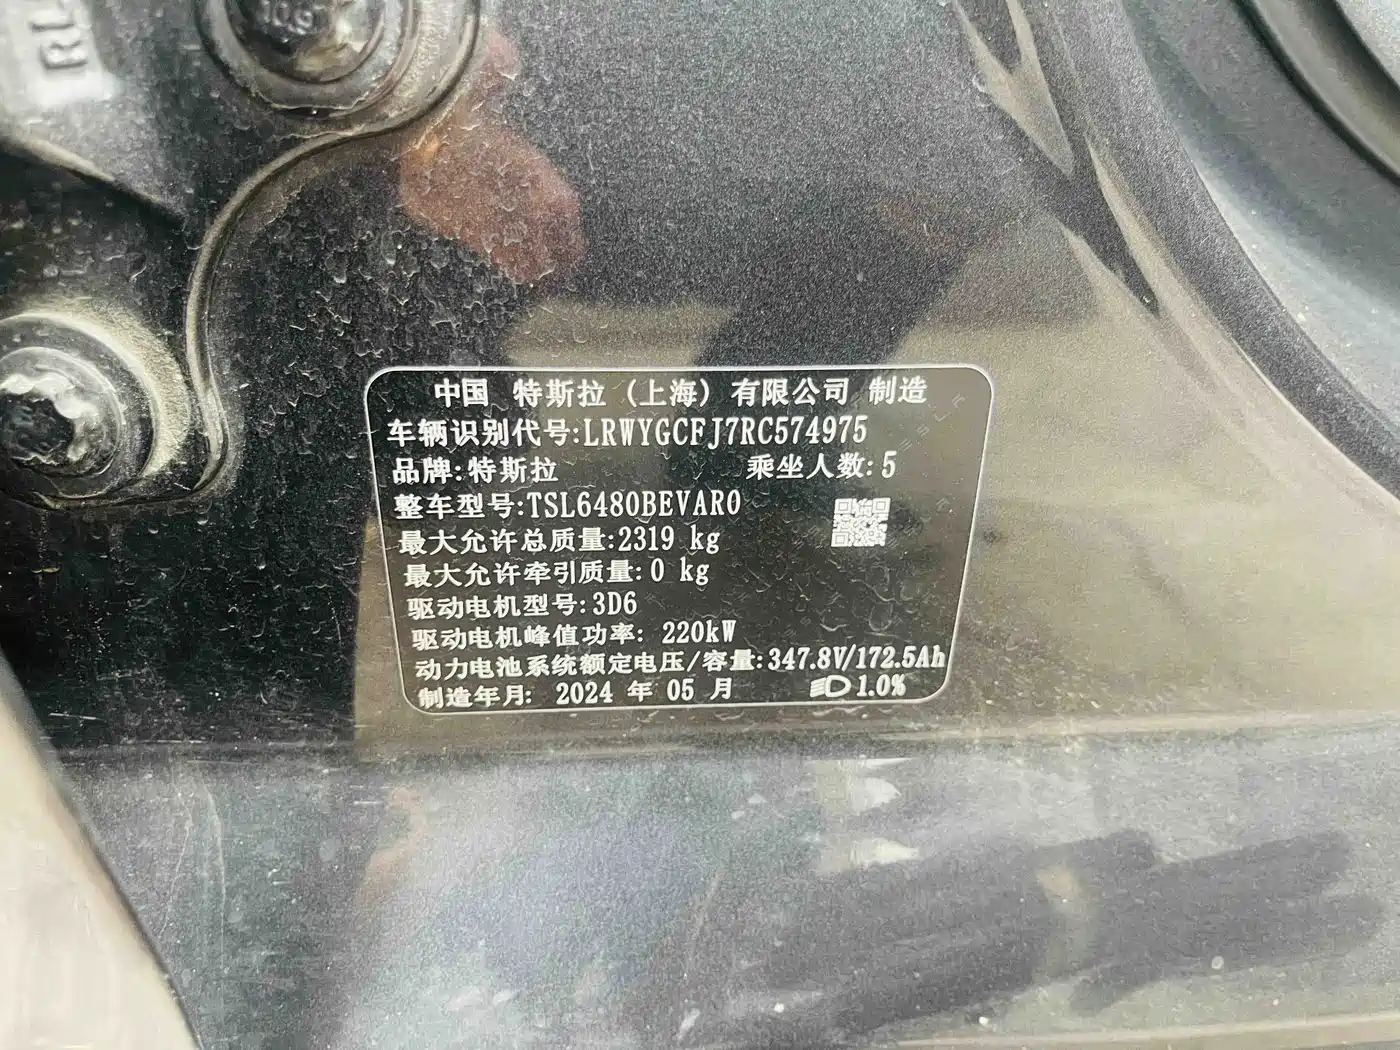 RL
10.9
中国 特斯拉（上海）有限公司 制造
车辆识别代号:LRWYGCFJ7RC574975
品牌:特斯拉 乘坐人数:5
整车型号:TSL6480BEVAR0
最大允许总质量:2319 kg
最大允许牵引质量:0 kg
驱动电机型号:3D6
驱动电机峰值功率: 220kW
动力电池系统额定电压/容量:347.8V/172.5Ah
制造年月: 2024 年 05 月 1.0%